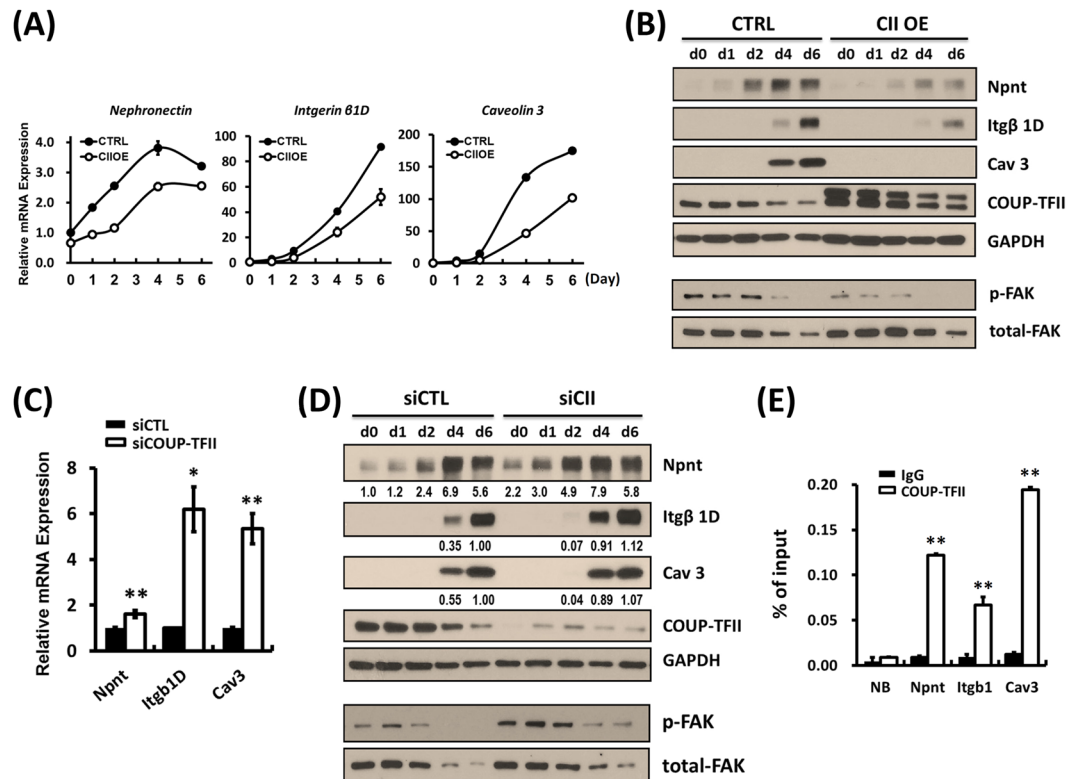 (A)
Nephronectin
Intgerin β1D
Caveolin 3
Relative mRNA Expression
4.0
3.0
2.0
1.0
0.0
CTRL
CIIOE
0 1 2 3 4 5 6
100
80
60
40
20
0
CTRL
CIIOE
0 1 2 3 4 5 6
200
150
100
50
0
CTRL
CIIOE
0 1 2 3 4 5 6 (Day)
(B)
CTRL CII OE
d0 d1 d2 d4 d6 d0 d1 d2 d4 d6
Npnt
Itgβ 1D
Cav 3
COUP-TFII
GAPDH
p-FAK
total-FAK
(C)
siCTL
siCOUP-TFII
Relative mRNA Expression
8
6
4
2
0
** * **
Npnt Itgb1D Cav3
(D)
siCTL siCII
d0 d1 d2 d4 d6 d0 d1 d2 d4 d6
Npnt
1.0 1.2 2.4 6.9 5.6 2.2 3.0 4.9 7.9 5.8
Itgβ 1D
0.35 1.00 0.07 0.91 1.12
Cav 3
0.55 1.00 0.04 0.89 1.07
COUP-TFII
GAPDH
p-FAK
total-FAK
(E)
IgG
COUP-TFII
% of input
0.20
0.15
0.10
0.05
0.00
** ** **
NB Npnt Itgb1 Cav3